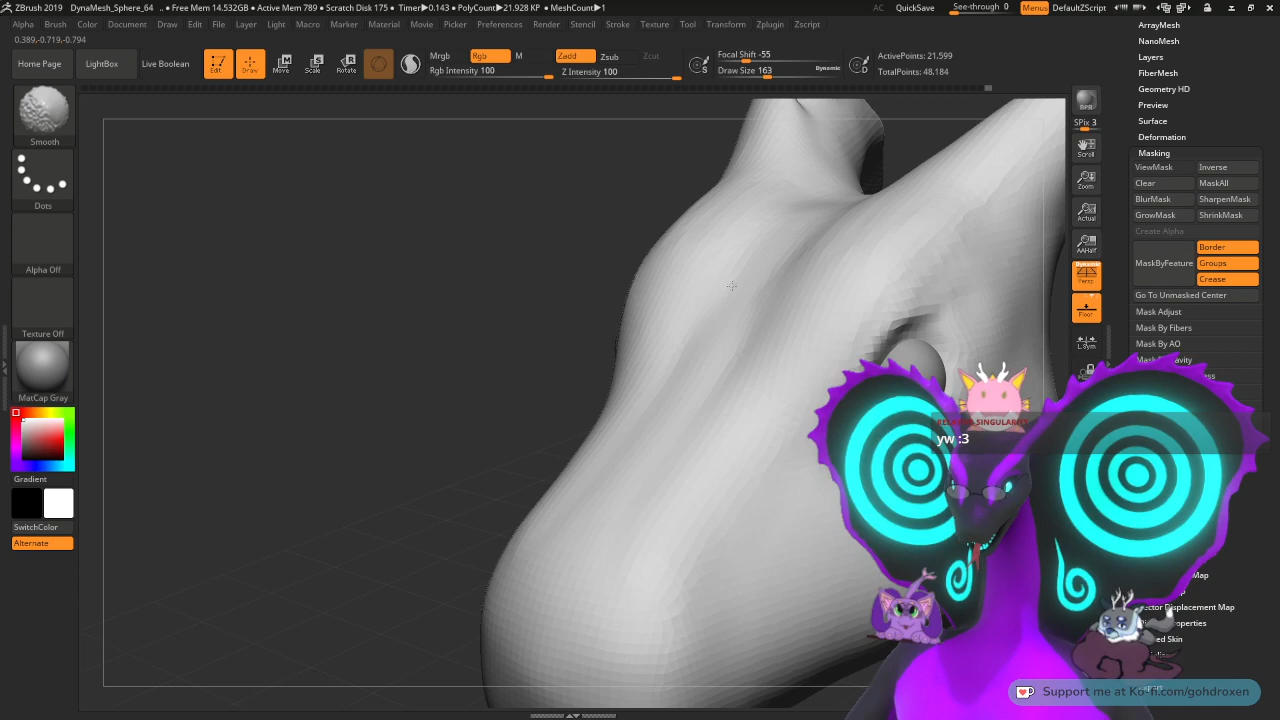 ZBrush 2019 DynaMesh_Sphere_64 .. ● Free Mem 14.532GB ● Active Mem 789 ● Scratch Disk 175 ● Timer▶0.143 ● PolyCount▶21.928 KP ● MeshCount▶1 AC QuickSave See-through 0 Menus DefaultZScript
Alpha Brush Color Document Draw Edit File Layer Light Macro Marker Material Movie Picker Preferences Render Stencil Stroke Texture Tool Transform Zplugin Zscript
0.389,-0.719,-0.794
Home Page LightBox Live Boolean Edit Draw Move Scale Rotate
Mrgb Rgb M Zadd Zsub Zcut
Rgb Intensity 100 Z Intensity 100
Focal Shift -55
Draw Size 163 Dynamic
ActivePoints: 21,599
TotalPoints: 48,184
Smooth
Dots
Alpha Off
Texture Off
MatCap Gray
Gradient
SwitchColor
Alternate
BPR
SPix 3
Scroll
Zoom
Actual
AAHalf
Dynamic
Persp
Floor
L.Sym
ArrayMesh
NanoMesh
Layers
FiberMesh
Geometry HD
Preview
Surface
Deformation
Masking
ViewMask Inverse
Clear MaskAll
BlurMask SharpenMask
GrowMask ShrinkMask
Create Alpha
MaskByFeature
Border
Groups
Crease
Go To Unmasked Center
Mask Adjust
Mask By Fibers
Mask By AO
yw :3
Map
Support me at Ko-fi.com/gohdroxen